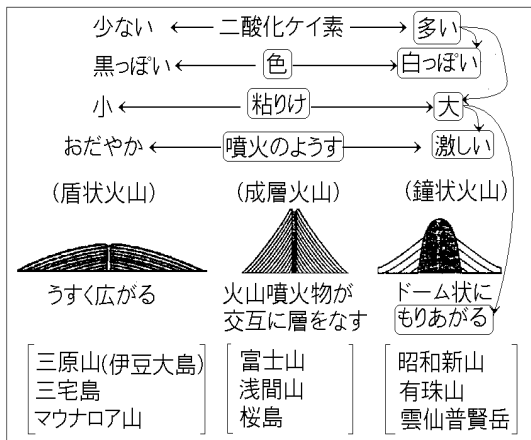 少ない 二酸化ケイ素 多い
黒っぽい 色 白っぽい
小 粘りけ 大
おだやか 噴火のようす 激しい
(盾状火山) (成層火山) (鐘状火山)
うすく広がる 火山噴火物が ドーム状に
交互に層をなす もりあがる
三原山(伊豆大島) 富士山 昭和新山
三宅島 浅間山 有珠山
マウナロア山 桜島 雲仙普賢岳